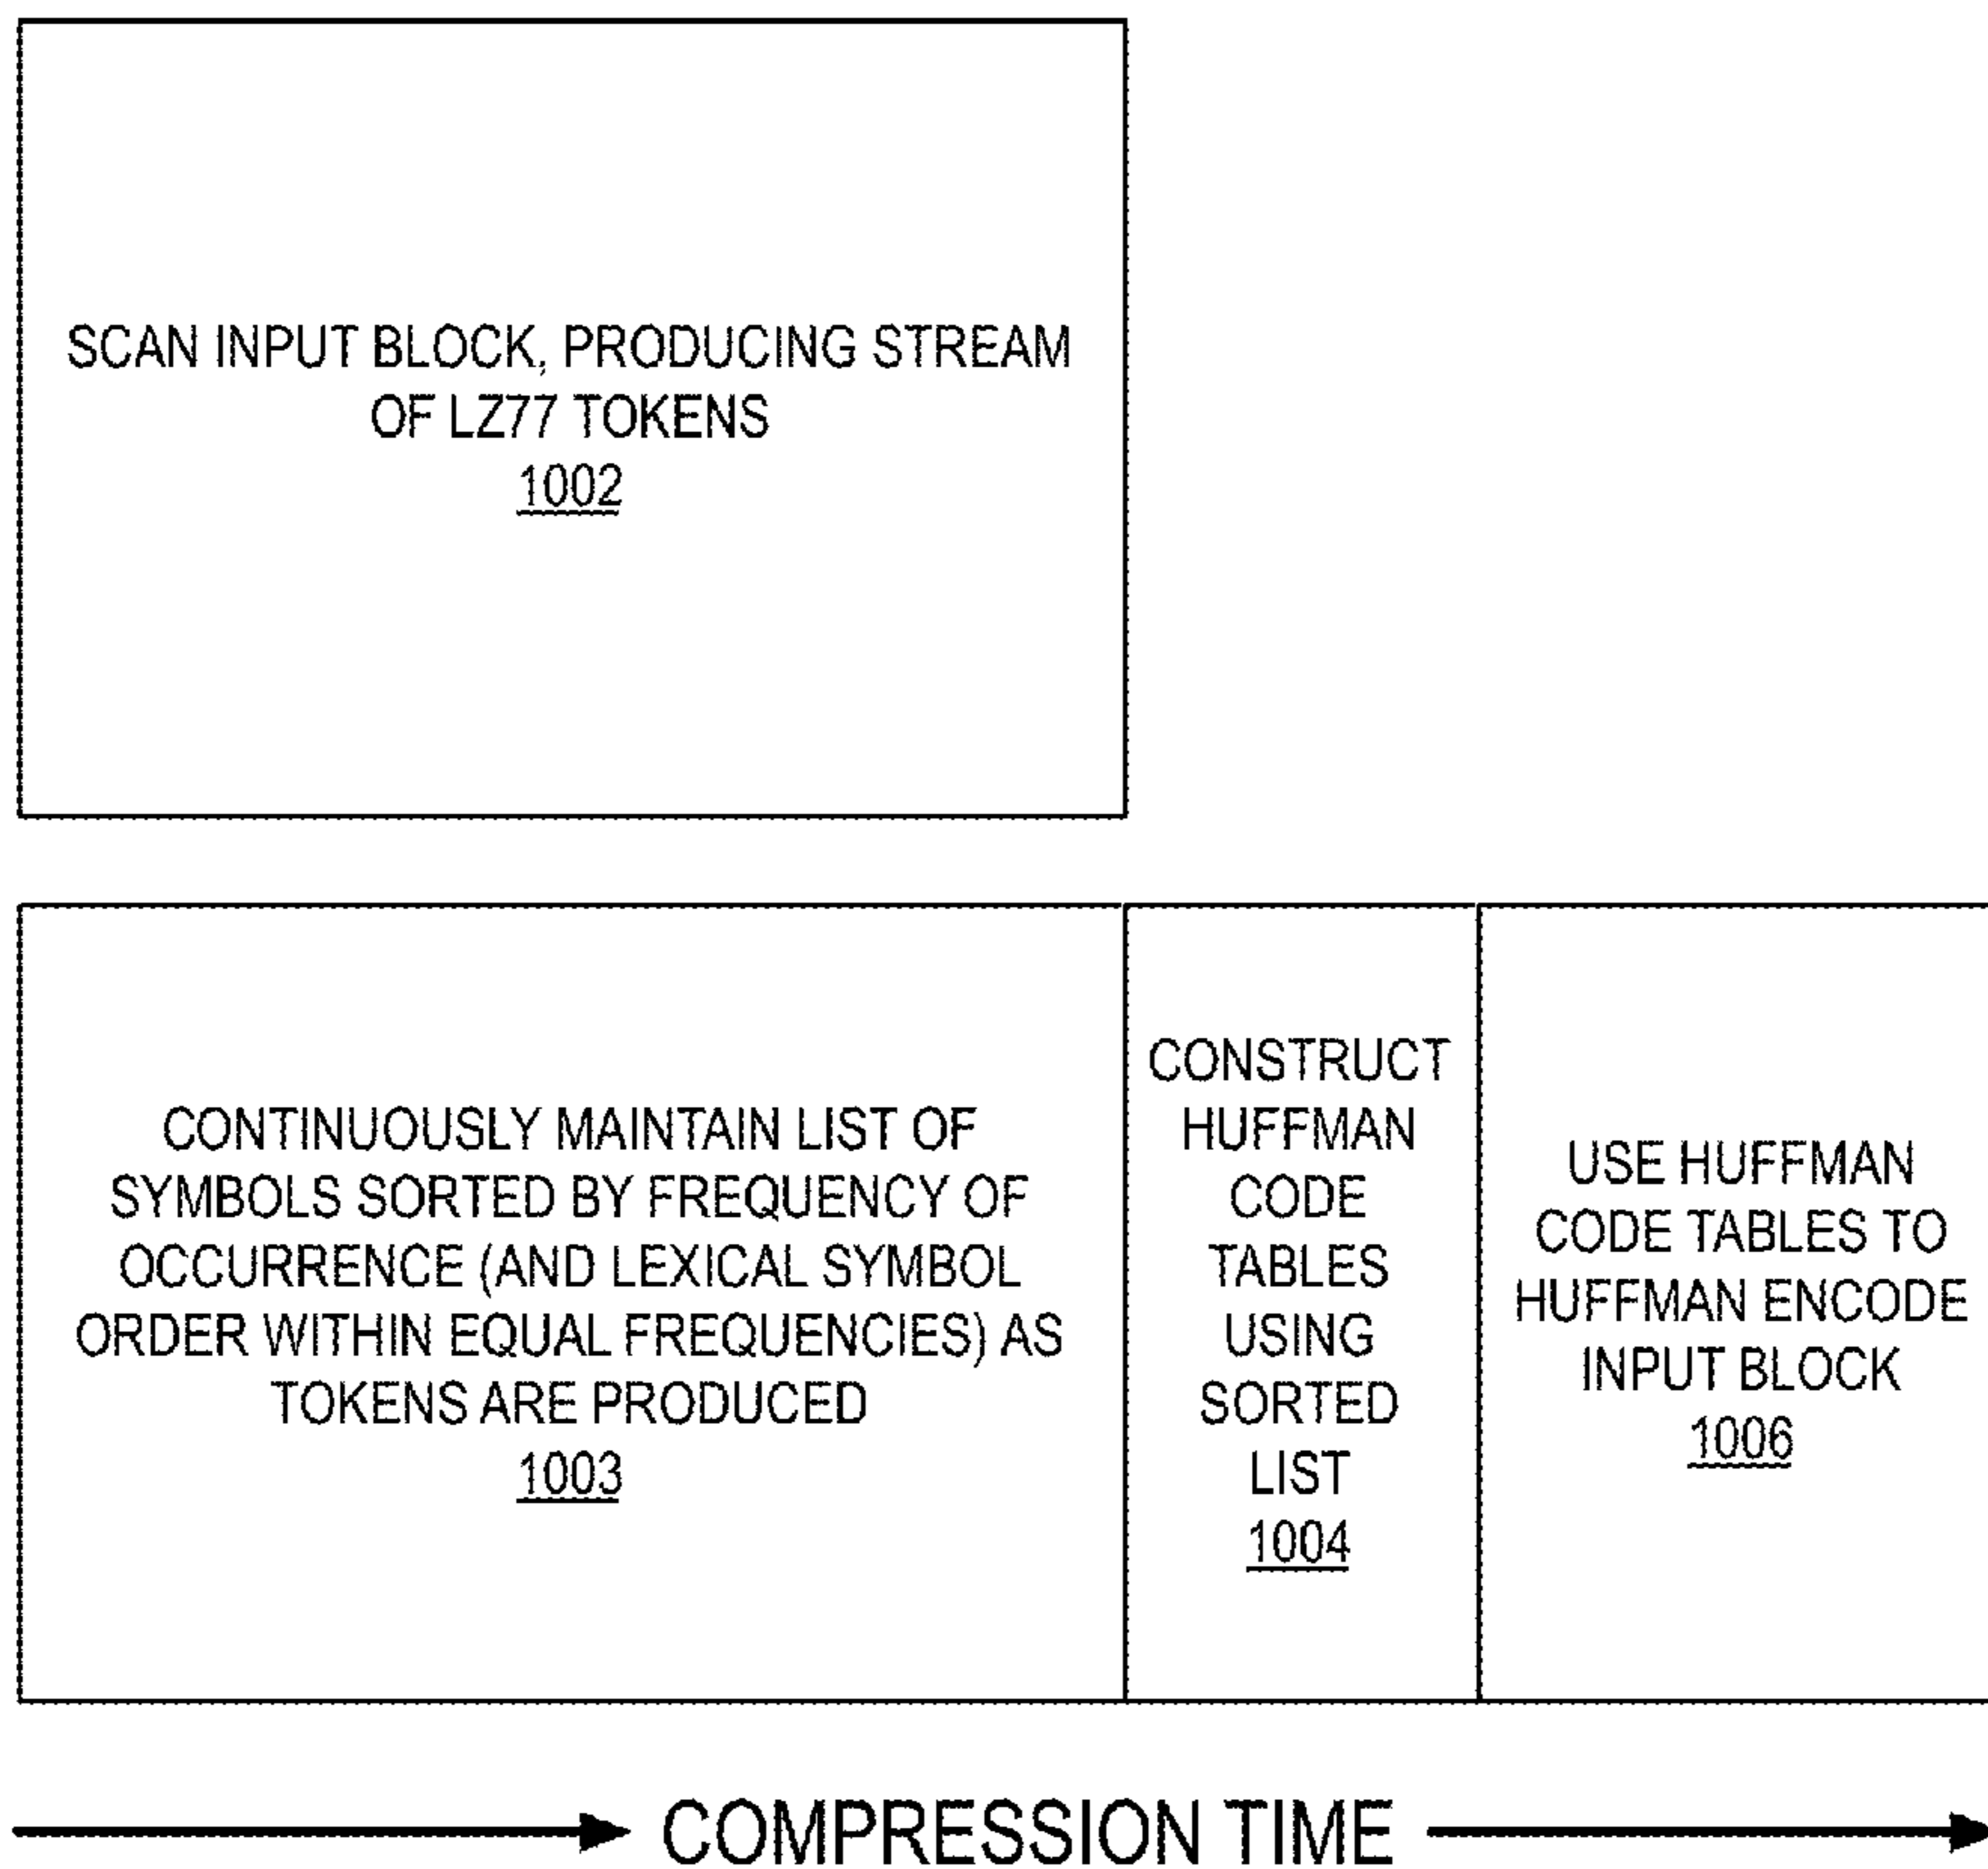 SCAN INPUT BLOCK, PRODUCING STREAM
OF LZ77 TOKENS
1002
CONTINUOUSLY MAINTAIN LIST OF
SYMBOLS SORTED BY FREQUENCY OF
OCCURRENCE (AND LEXICAL SYMBOL
ORDER WITHIN EQUAL FREQUENCIES) AS
TOKENS ARE PRODUCED
1003
CONSTRUCT
HUFFMAN
CODE
TABLES
USING
SORTED
LIST
1004
USE HUFFMAN
CODE TABLES TO
HUFFMAN ENCODE
INPUT BLOCK
1006
COMPRESSION TIME